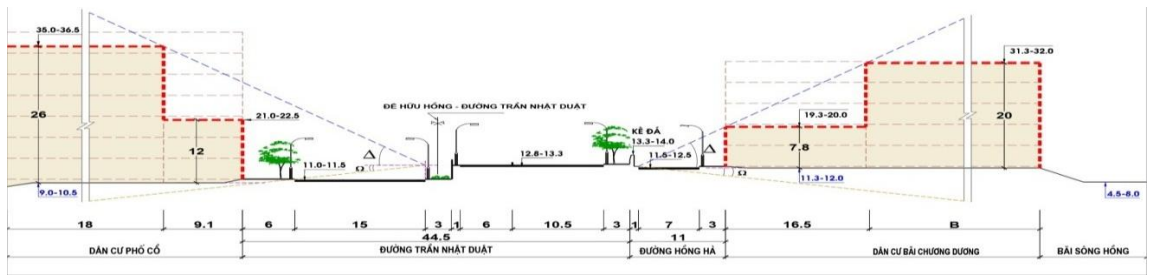 35.0-36.5
31.3-32.0
ĐÊ HỮU HỒNG - ĐƯỜNG TRẦN NHẬT DUẬT
26
21.0-22.5
19.3-20.0
20
KÈ ĐÁ
13.3-14.0
12
11.0-11.5
Δ
Ω
12.8-13.3
11.5-12.5
Δ
7.8
Ω
9.0-10.5
11.3-12.0
4.5-8.0
18 9.1 6 15 3 1 6 10.5 3 1 7 3 16.5 B
44.5 11
DÂN CƯ PHỐ CỔ ĐƯỜNG TRẦN NHẬT DUẬT ĐƯỜNG HỒNG HÀ DÂN CƯ BÃI CHƯƠNG DƯƠNG BÃI SÔNG HỒNG